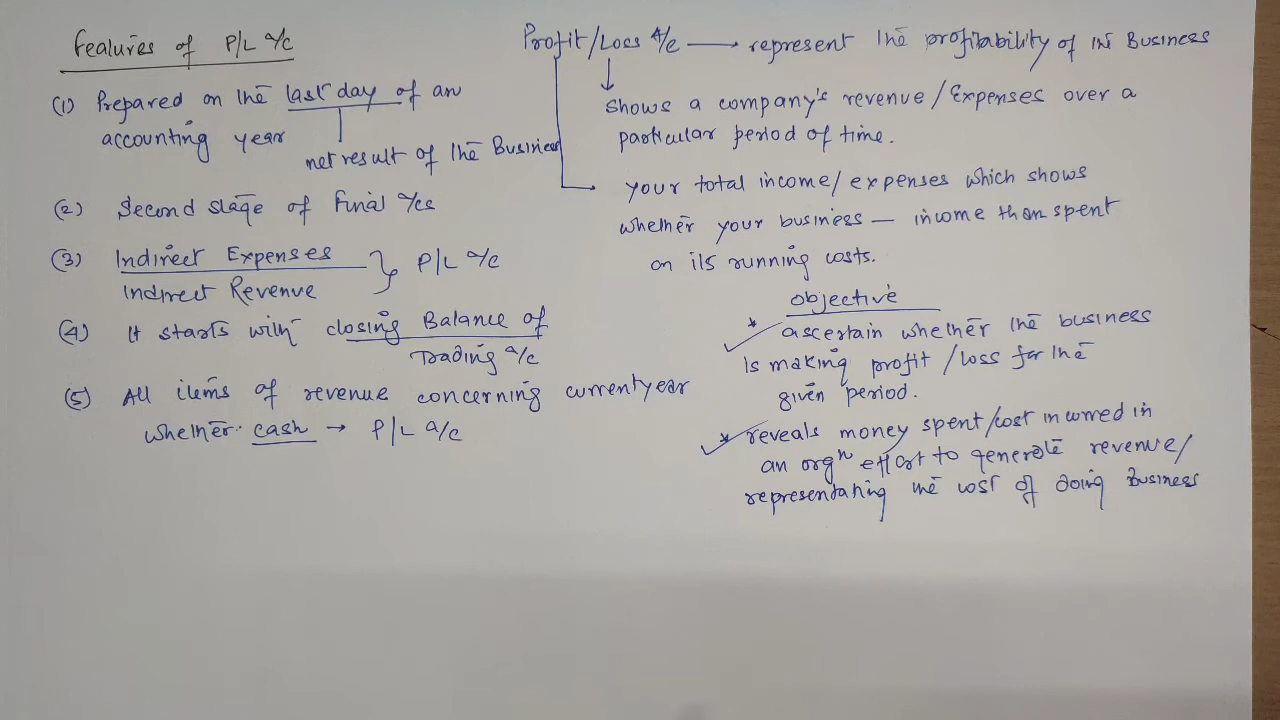 Features of P/L a/c
(1) Prepared on the last day of an
accounting year
net result of the Business
(2) Second stage of Final a/cs
(3) Indirect Expenses
Indirect Revenue
P/L a/c
(4) It starts with closing Balance of
Trading a/c
(5) All items of revenue concerning current year
whether cash → P/L a/c
Profit/Loss A/c → represent the profitability of the Business
shows a company's revenue/Expenses over a
particular period of time.
your total income/expenses which shows
whether your business — income than spent
on its running costs.
objective
* ascertain whether the business
is making profit/loss for the
given period.
* reveals money spent/cost incurred in
an orgn effort to generate revenue/
representating the cost of doing Business